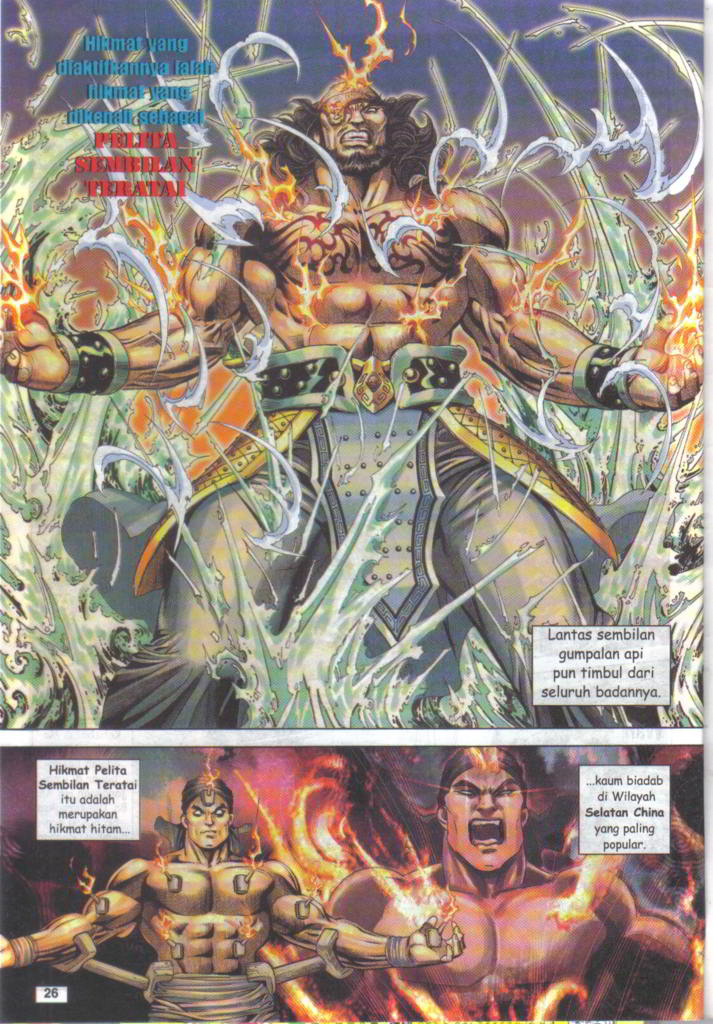 Hikmat yang
diaktifkannya ialah
hikmat yang
dikenali sebagai
PELITA
SEMBILAN
TERATAI
Lantas sembilan
gumpalan api
pun timbul dari
seluruh badannya.
Hikmat Pelita
Sembilan Teratai
itu adalah
merupakan
hikmat hitam...
...kaum biadab
di Wilayah
Selatan China
yang paling
popular.
26